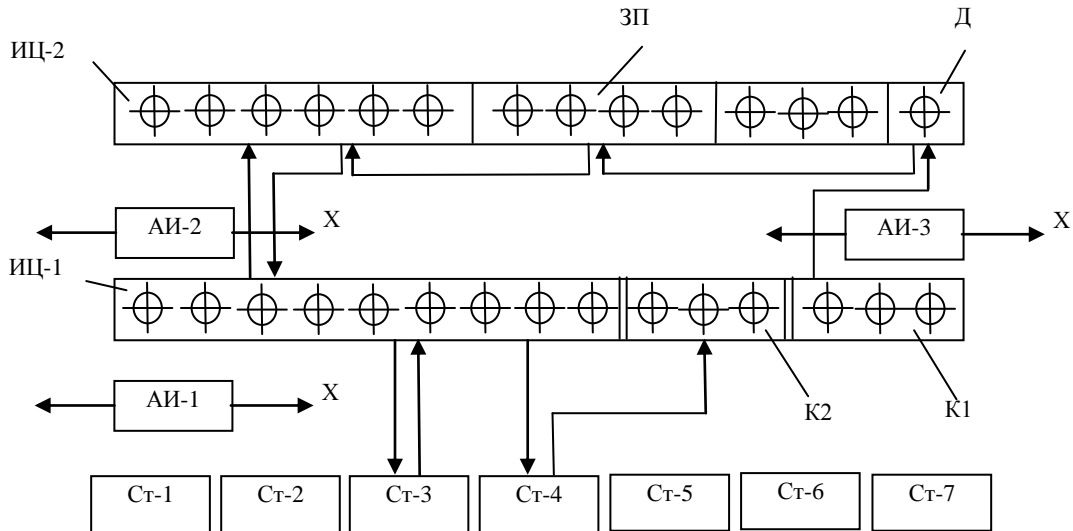 ЗП
Д
ИЦ-2
АИ-2
Х
АИ-3
Х
ИЦ-1
АИ-1
Х
К2
К1
Ст-1
Ст-2
Ст-3
Ст-4
Ст-5
Ст-6
Ст-7